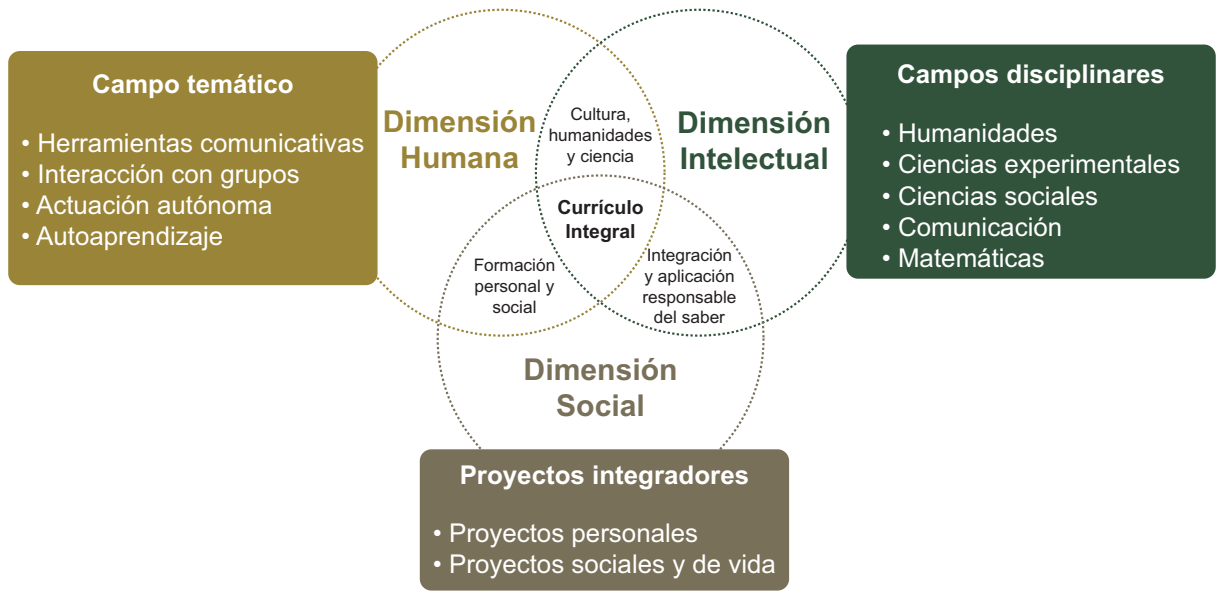 Campo temático
• Herramientas comunicativas
• Interacción con grupos
• Actuación autónoma
• Autoaprendizaje
Dimensión
Humana
Cultura,
humanidades
y ciencia
Dimensión
Intelectual
Campos disciplinares
• Humanidades
• Ciencias experimentales
• Ciencias sociales
• Comunicación
• Matemáticas
Currículo
Integral
Formación
personal y
social
Integración
y aplicación
responsable
del saber
Dimensión
Social
Proyectos integradores
• Proyectos personales
• Proyectos sociales y de vida